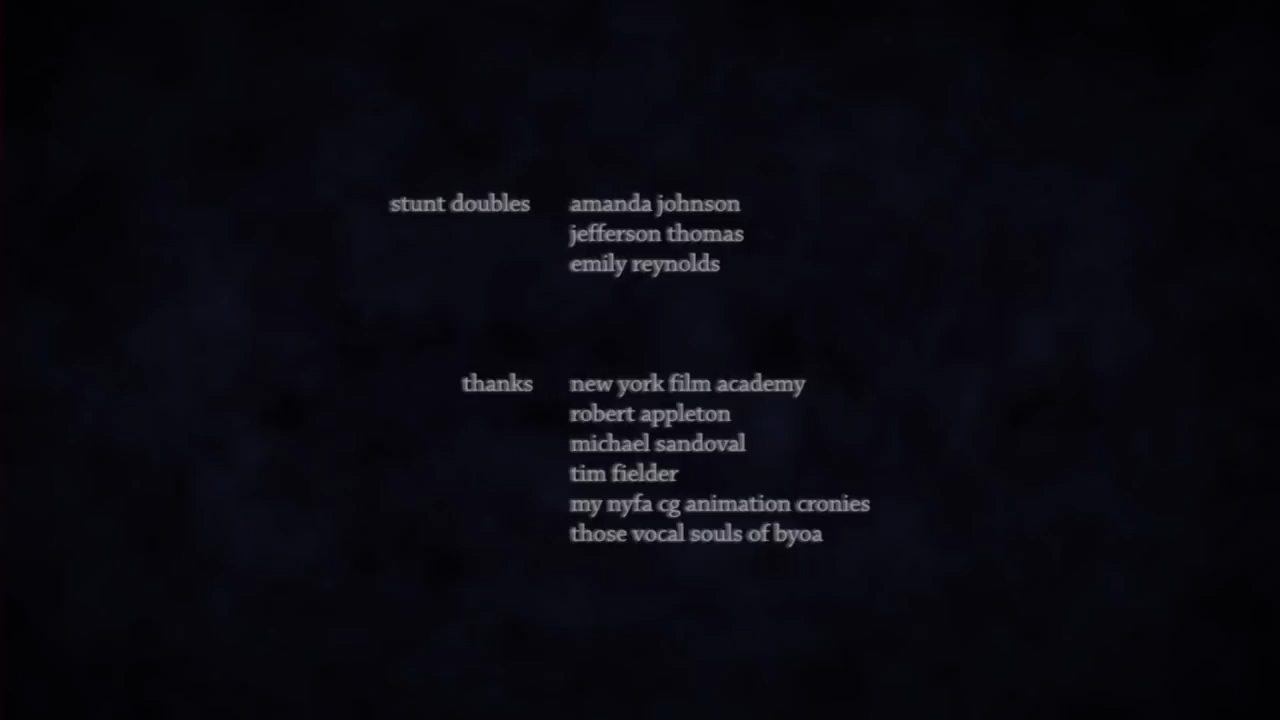 stunt doubles amanda johnson
jefferson thomas
emily reynolds
thanks new york film academy
robert appleton
michael sandoval
tim fielder
my nyfa cg animation cronies
those vocal souls of byoa